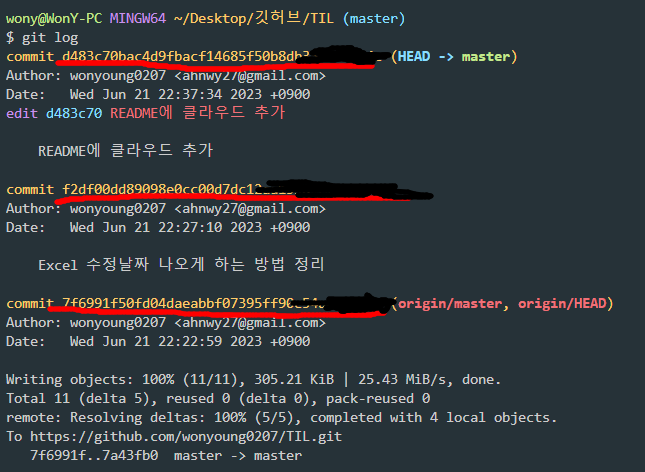 wony@WonY-PC MINGW64 ~/Desktop/깃허브/TIL (master)
$ git log
commit (HEAD -> master)
Author: wonyoung0207 <ahnwy27@gmail.com>
Date: Wed Jun 21 22:37:34 2023 +0900
edit d483c70 README에 클라우드 추가
README에 클라우드 추가
commit
Author: wonyoung0207 <ahnwy27@gmail.com>
Date: Wed Jun 21 22:27:10 2023 +0900
Excel 수정날짜 나오게 하는 방법 정리
commit (origin/master, origin/HEAD)
Author: wonyoung0207 <ahnwy27@gmail.com>
Date: Wed Jun 21 22:22:59 2023 +0900
Writing objects: 100% (11/11), 305.21 KiB | 25.43 MiB/s, done.
Total 11 (delta 5), reused 0 (delta 0), pack-reused 0
remote: Resolving deltas: 100% (5/5), completed with 4 local objects.
To https://github.com/wonyoung0207/TIL.git
7f6991f..7a43fb0 master -> master